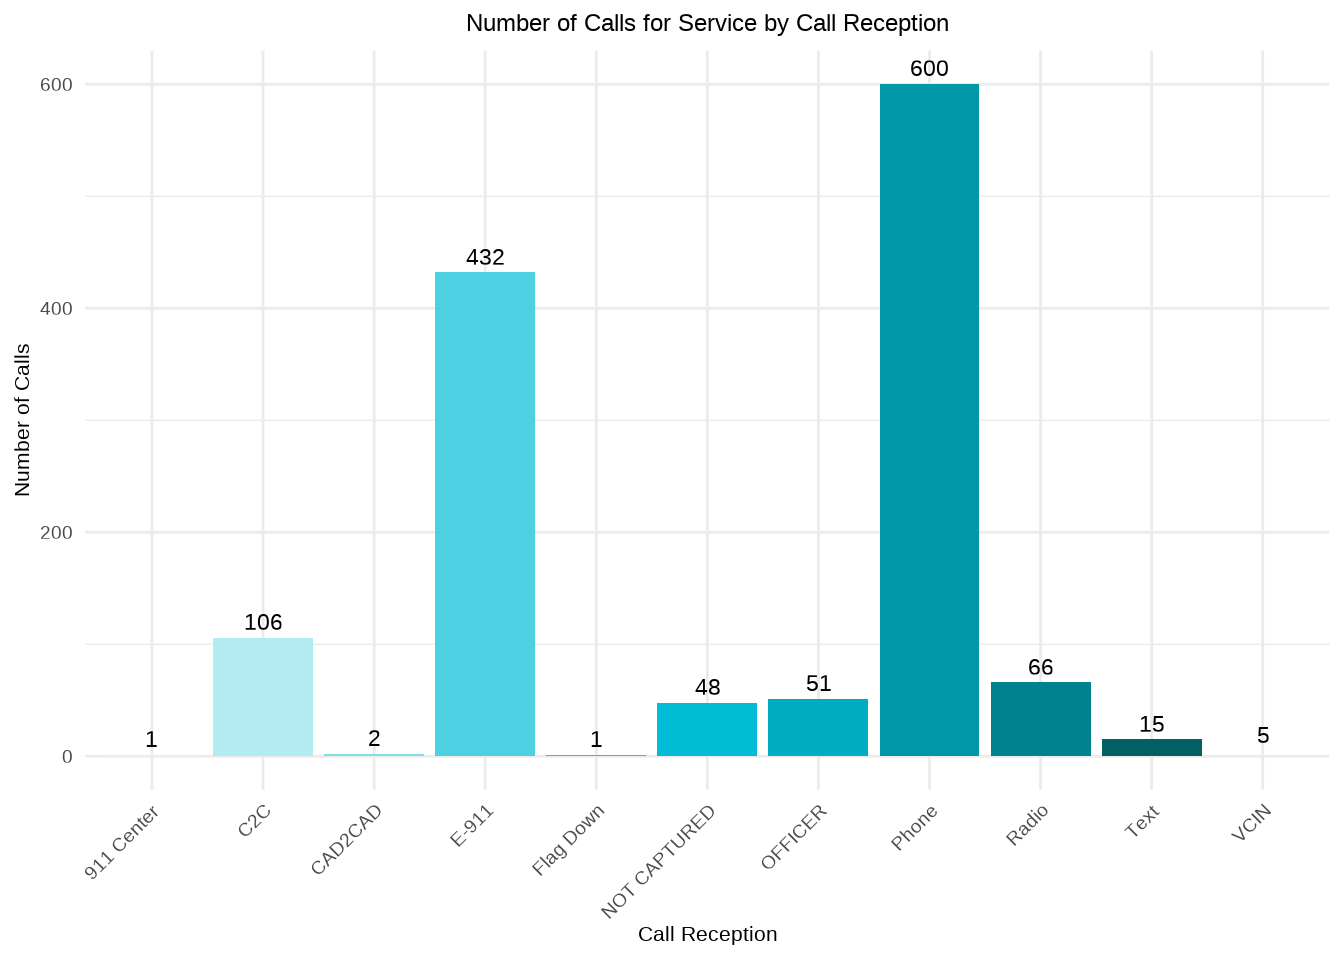 Number of Calls for Service by Call Reception
600
400
200
0
Number of Calls
1
106
2
432
1
48
51
600
66
15
5
911 Center
C2C
CAD2CAD
E-911
Flag Down
NOT CAPTURED
OFFICER
Phone
Radio
Text
VCIN
Call Reception